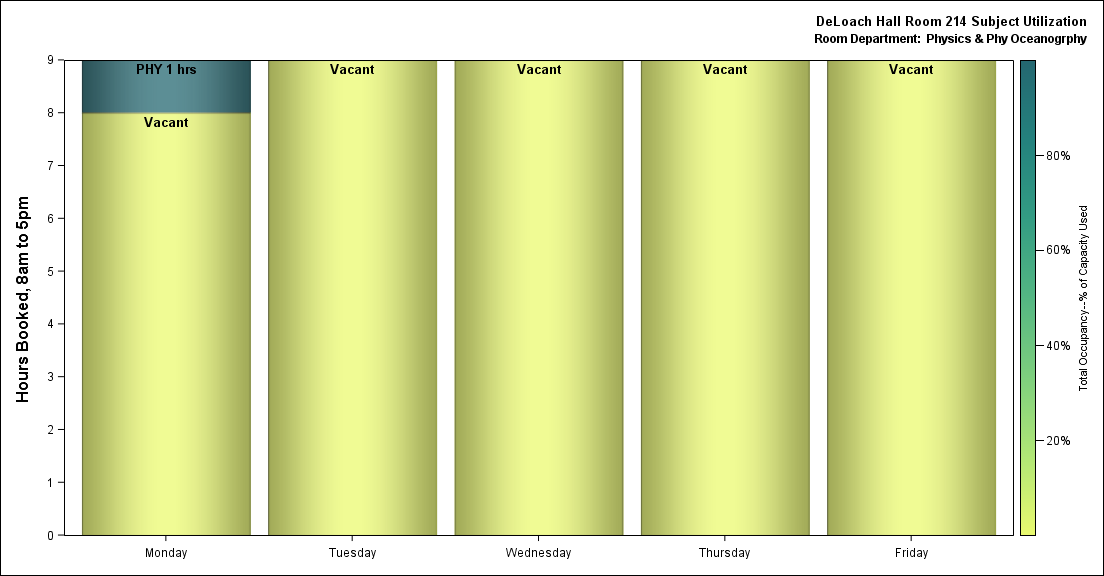 DeLoach Hall Room 214 Subject Utilization
Room Department: Physics & Phy Oceanogrphy
Hours Booked, 8am to 5pm
9
8
7
6
5
4
3
2
1
0
PHY 1 hrs
Vacant
Vacant
Vacant
Vacant
Vacant
Monday
Tuesday
Wednesday
Thursday
Friday
80%
60%
40%
20%
Total Occupancy--% of Capacity Used